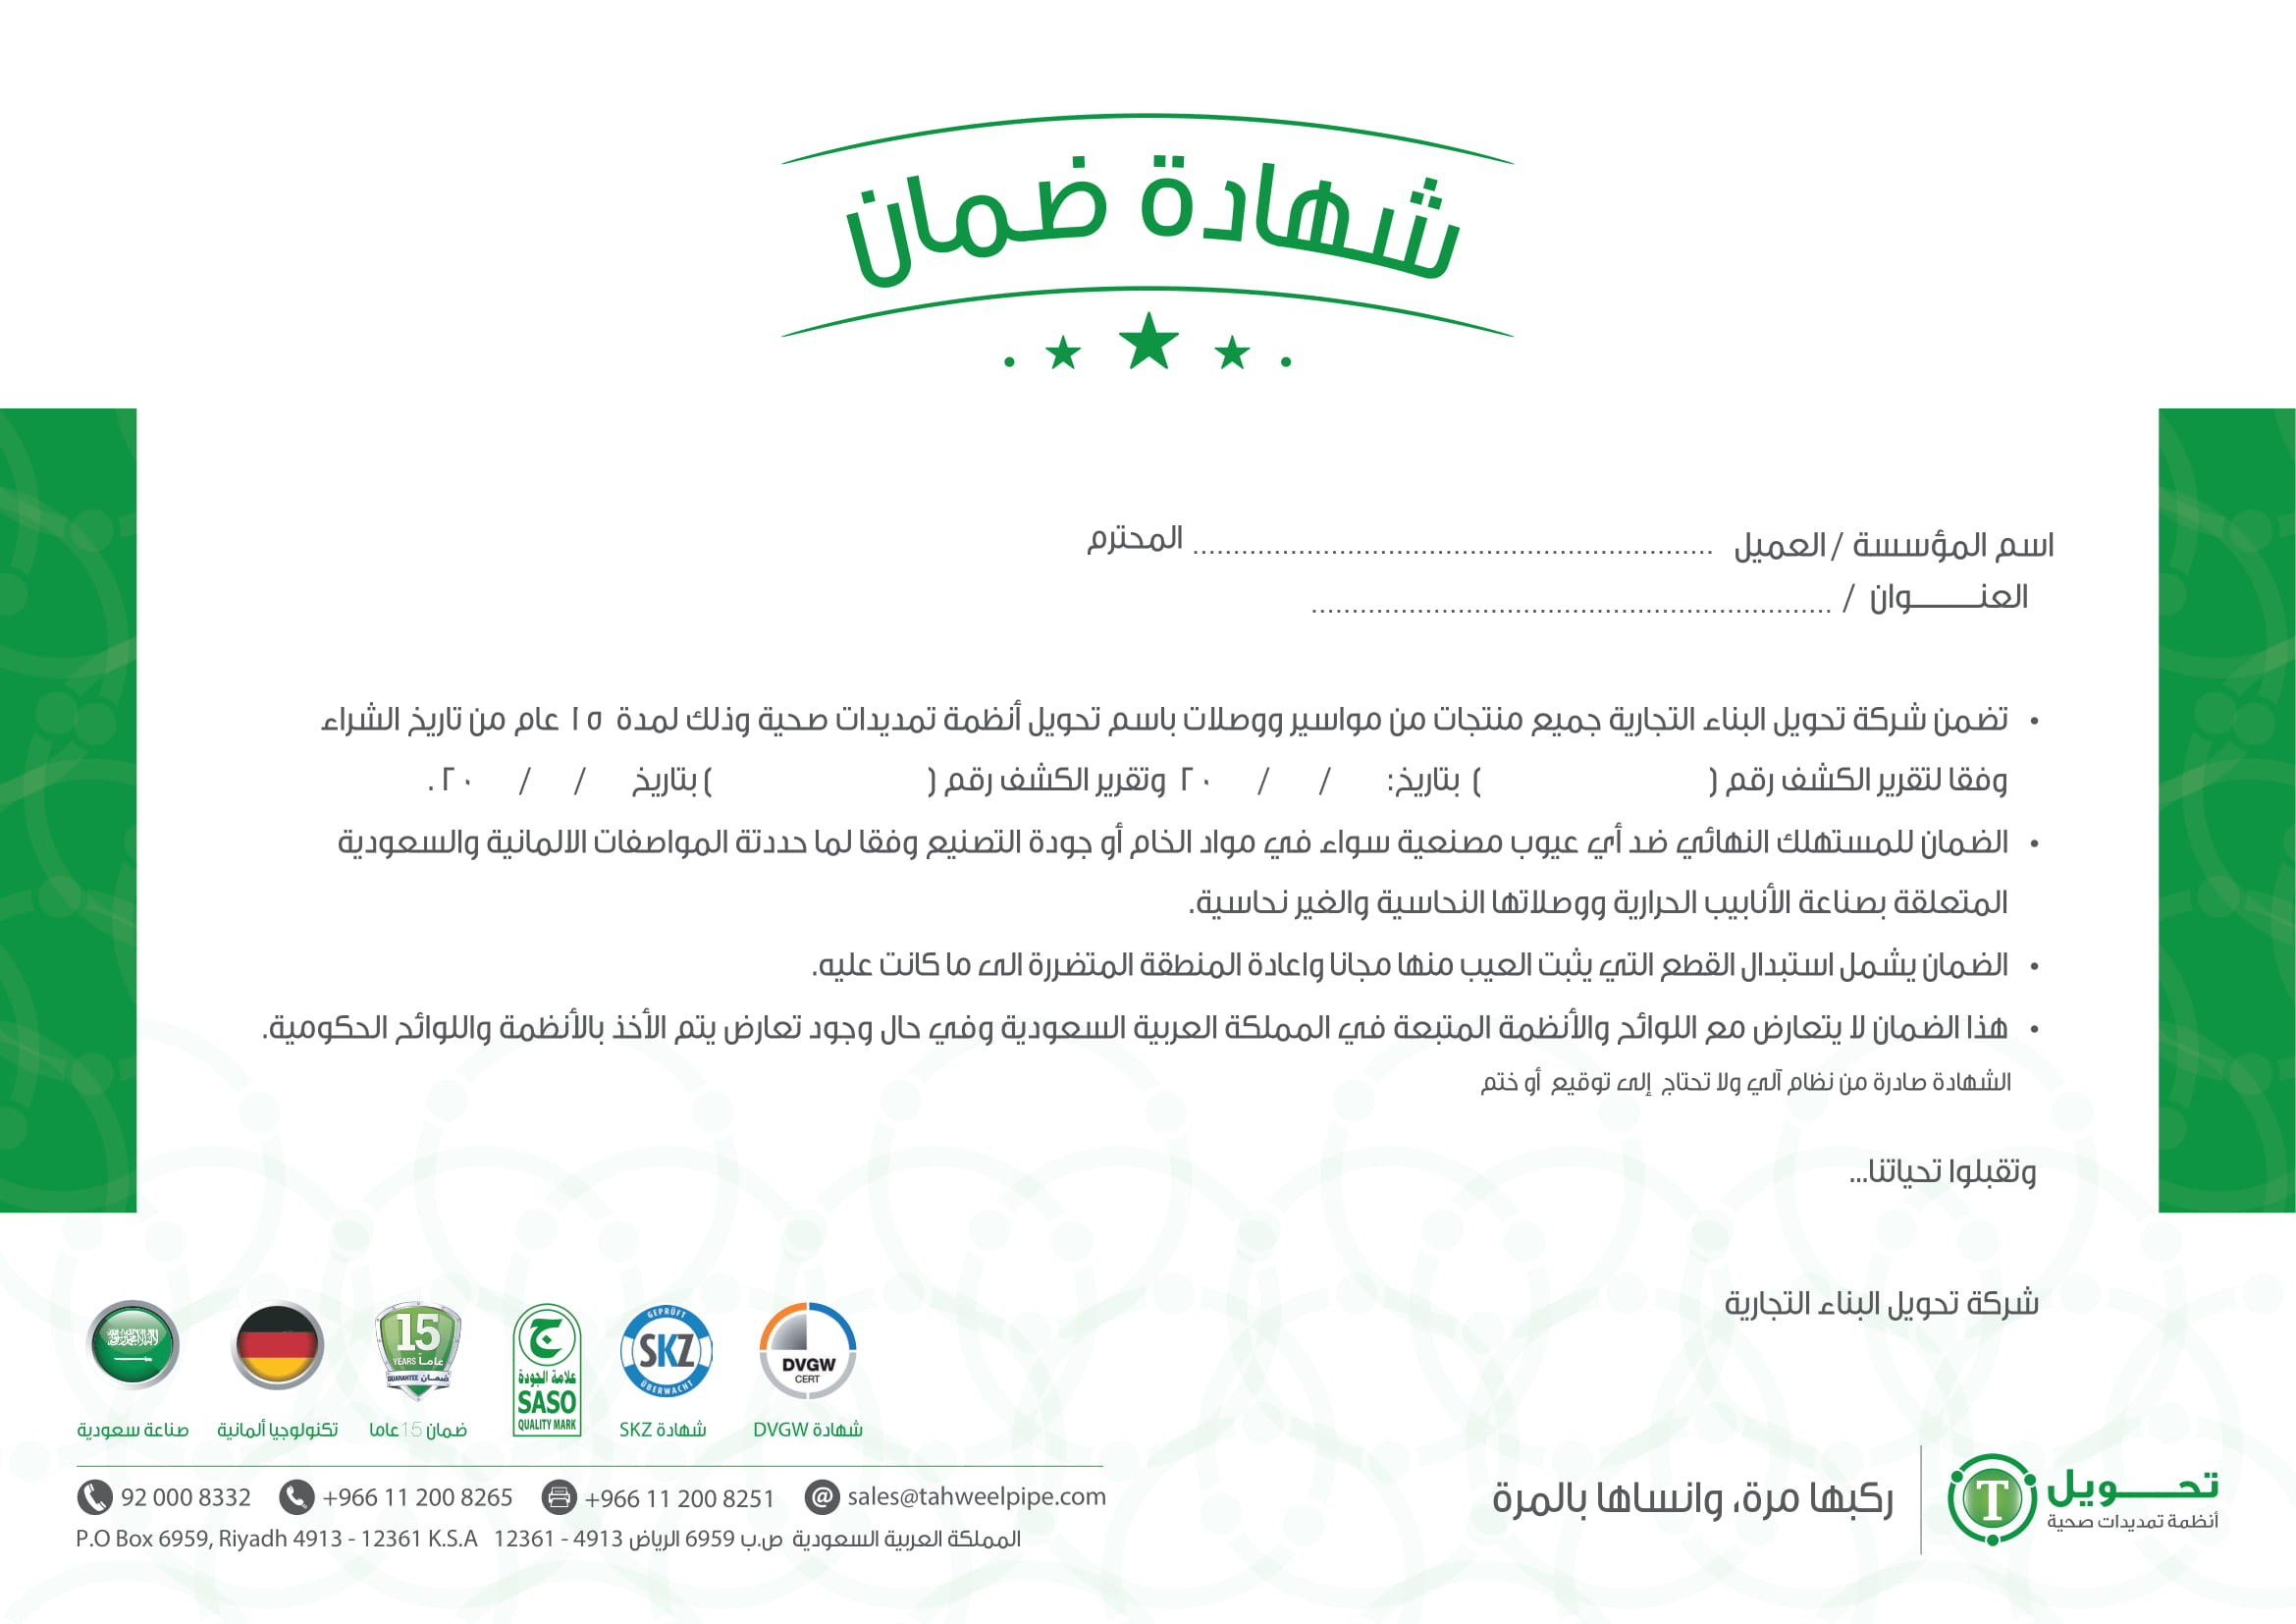 شهادة ضمان
اسم المؤسسة / العميل ................................................................ المحترم
العنـــــــــوان / ................................................................
• تضمن شركة تحويل البناء التجارية جميع منتجات من مواسير ووصلات باسم تحويل أنظمة تمديدات صحية وذلك لمدة ١٥ عام من تاريخ الشراء
وفقا لتقرير الكشف رقم ( ) بتاريخ: / / ٢٠ وتقرير الكشف رقم ( ) بتاريخ / / ٢٠ .
• الضمان للمستهلك النهائي ضد أي عيوب مصنعية سواء في مواد الخام أو جودة التصنيع وفقا لما حددتة المواصفات الالمانية والسعودية
المتعلقة بصناعة الأنابيب الحرارية ووصلاتها النحاسية والغير نحاسية.
• الضمان يشمل استبدال القطع التي يثبت العيب منها مجانا واعادة المنطقة المتضررة الى ما كانت عليه.
• هذا الضمان لا يتعارض مع اللوائح والأنظمة المتبعة في المملكة العربية السعودية وفي حال وجود تعارض يتم الأخذ بالأنظمة واللوائح الحكومية.
الشهادة صادرة من نظام آلي ولا تحتاج إلى توقيع أو ختم
وتقبلوا تحياتنا...
شركة تحويل البناء التجارية
DVGW
CERT
GEPRÜFT
SKZ
ÜBERWACHT
علامة الجودة
SASO
QUALITY MARK
15
YEARS عاماً
GUARANTEE ضمان
شهادة DVGW
شهادة SKZ
ضمان 15 عاما
تكنولوجيا ألمانية
صناعة سعودية
92 000 8332 +966 11 200 8265 +966 11 200 8251 @ sales@tahweelpipe.com
P.O Box 6959, Riyadh 4913 - 12361 K.S.A المملكة العربية السعودية ص.ب 6959 الرياض 4913 - 12361
ركبها مرة، وانساها بالمرة
T
تحـــــويل
أنظمة تمديدات صحية